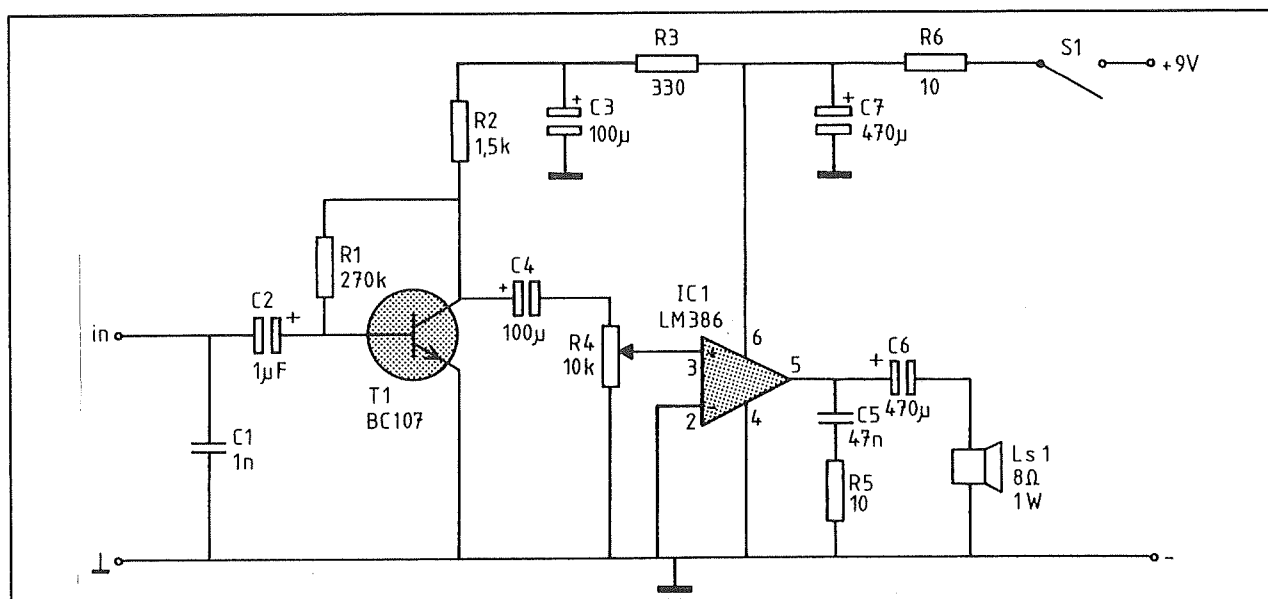 R3
330
R6
10
S1
+9V
R2
1,5k
+
C3
100µ
+
C7
470µ
R1
270k
C2
+
1µF
in
T1
BC107
C4
+
100µ
R4
10k
IC1
LM386
+
3
-
2
6
4
5
C6
+
470µ
C5
47n
R5
10
Ls1
8Ω
1W
C1
1n
⊥
-